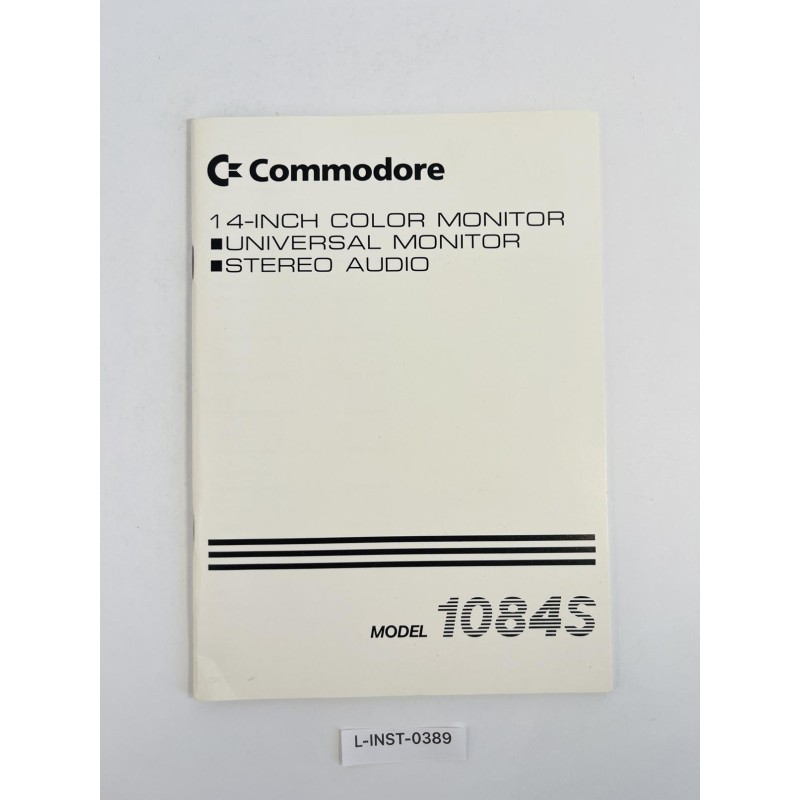 Commodore
14-INCH COLOR MONITOR
■UNIVERSAL MONITOR
■STEREO AUDIO
MODEL 1084S
L-INST-0389